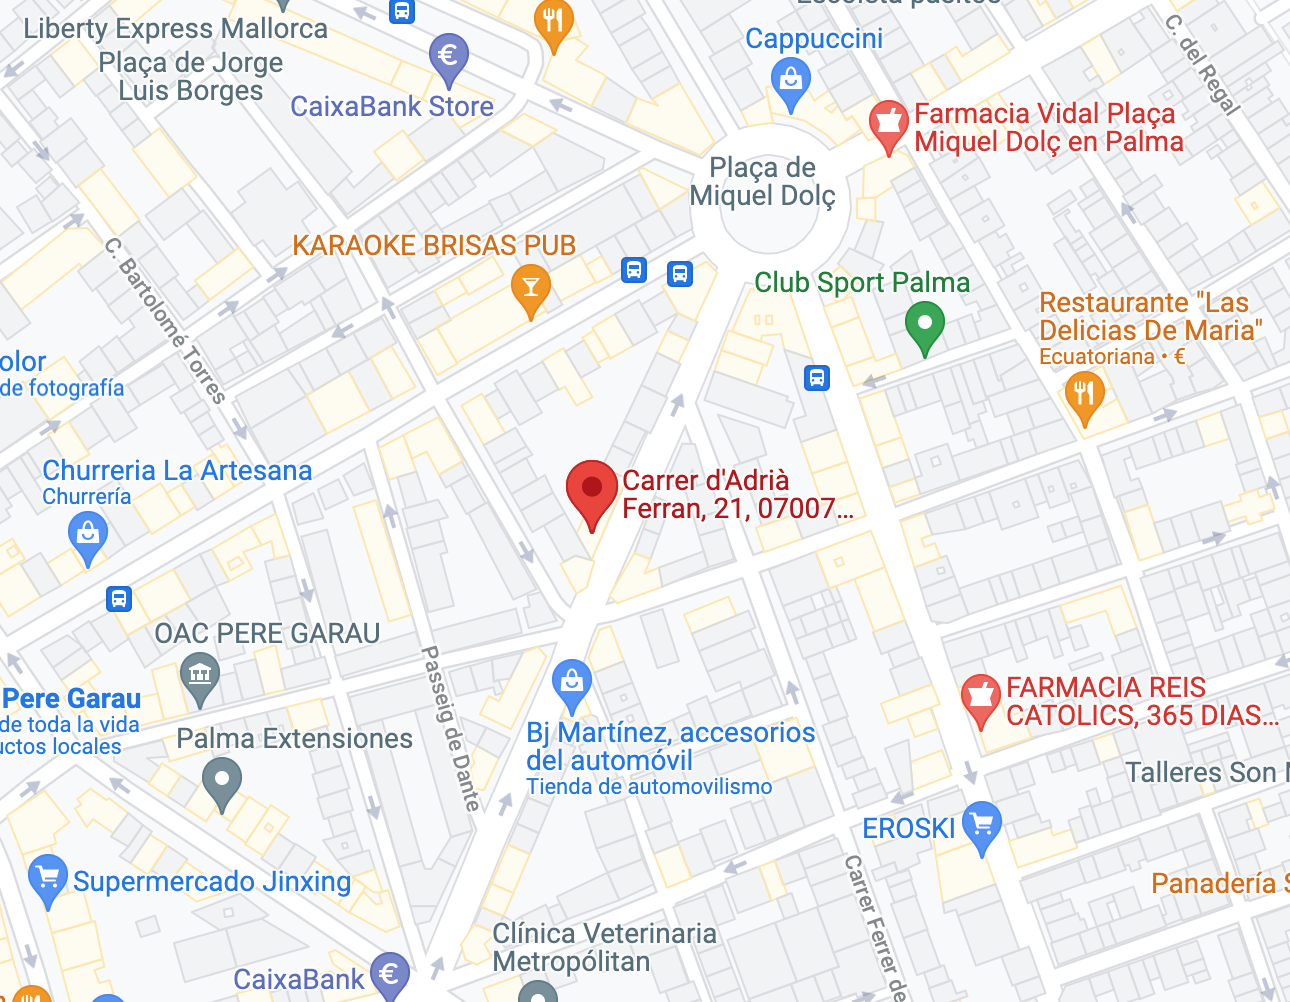 Liberty Express Mallorca
Plaça de Jorge
Luis Borges
CaixaBank Store
Cappuccini
C. del Regal
Farmacia Vidal Plaça
Miquel Dolç en Palma
Plaça de
Miquel Dolç
KARAOKE BRISAS PUB
C. Bartolomé Torres
Club Sport Palma
Restaurante "Las
Delicias De Maria"
Ecuatoriana • €
olor
de fotografía
Churreria La Artesana
Churrería
Carrer d'Adrià
Ferran, 21, 07007...
OAC PERE GARAU
Passeig de Dante
Pere Garau
de toda la vida
uctos locales
Palma Extensiones
Bj Martínez, accesorios
del automóvil
Tienda de automovilismo
FARMACIA REIS
CATOLICS, 365 DIAS...
Talleres Son
EROSKI
Supermercado Jinxing
Carrer Ferrer de
Panadería
Clínica Veterinaria
Metropólitan
CaixaBank